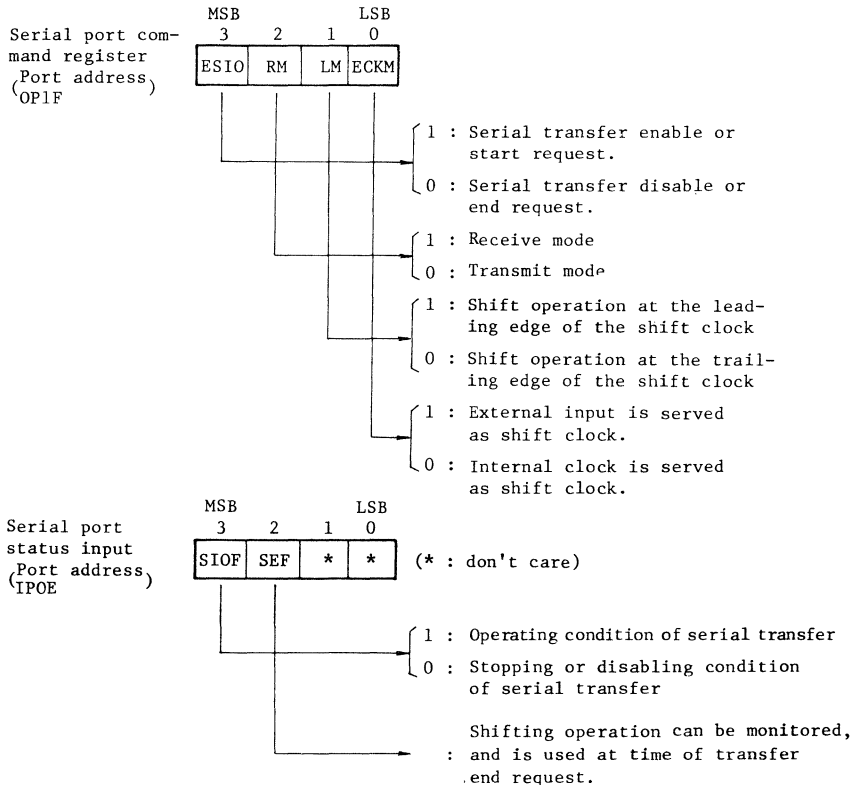 MSB LSB
Serial port com- 3 2 1 0
mand register
(Port address) ESIO RM LM ECKM
OP1F
1 : Serial transfer enable or
start request.
0 : Serial transfer disable or
end request.
1 : Receive mode
0 : Transmit mode
1 : Shift operation at the lead-
ing edge of the shift clock
0 : Shift operation at the trail-
ing edge of the shift clock
1 : External input is served
as shift clock.
0 : Internal clock is served
as shift clock.
MSB LSB
Serial port 3 2 1 0
status input
(Port address) SIOF SEF * * (* : don't care)
IPOE
1 : Operating condition of serial transfer
0 : Stopping or disabling condition
of serial transfer
Shifting operation can be monitored,
: and is used at time of transfer
end request.